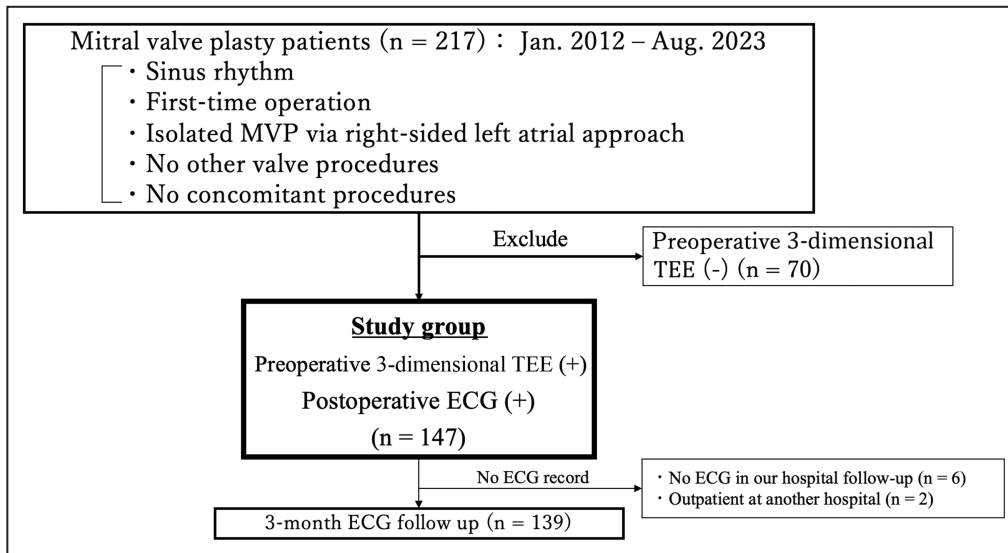 Mitral valve plasty patients (n = 217)： Jan. 2012 – Aug. 2023
・Sinus rhythm
・First-time operation
・Isolated MVP via right-sided left atrial approach
・No other valve procedures
・No concomitant procedures
Exclude
Preoperative 3-dimensional
TEE (-) (n = 70)
Study group
Preoperative 3-dimensional TEE (+)
Postoperative ECG (+)
(n = 147)
No ECG record
・No ECG in our hospital follow-up (n = 6)
・Outpatient at another hospital (n = 2)
3-month ECG follow up (n = 139)